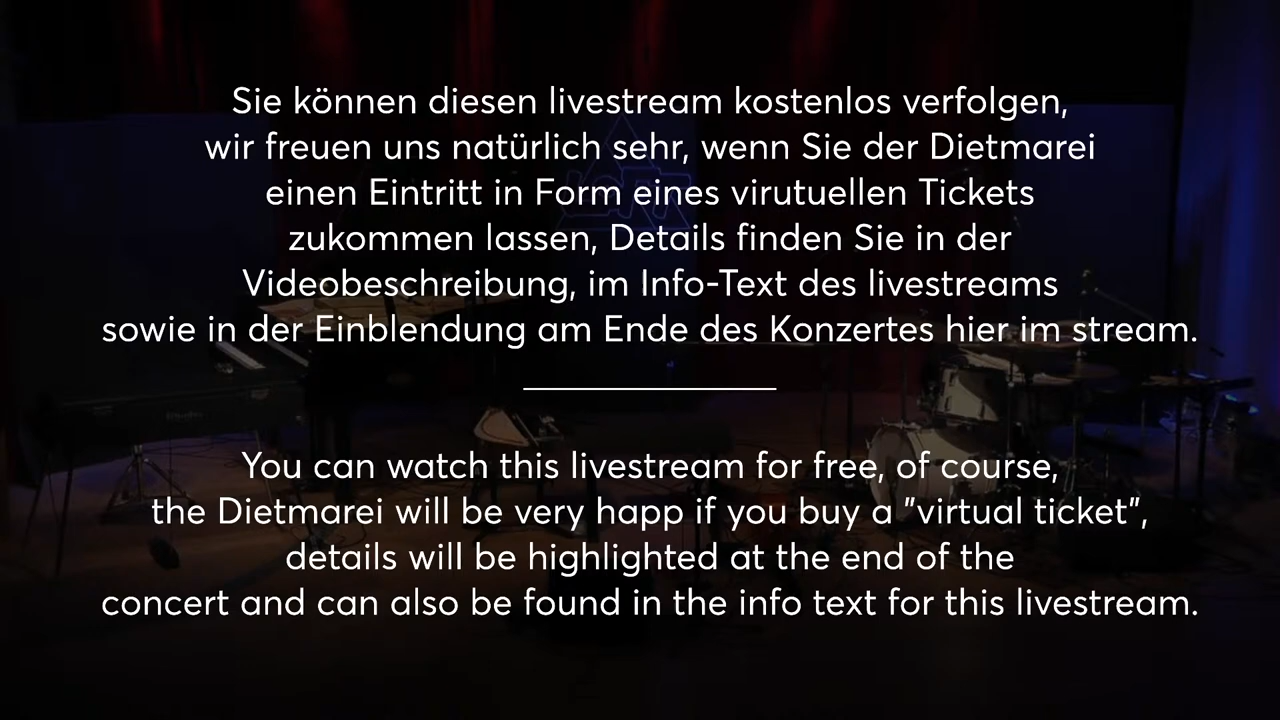 Sie können diesen livestream kostenlos verfolgen,
wir freuen uns natürlich sehr, wenn Sie der Dietmarei
einen Eintritt in Form eines virutuellen Tickets
zukommen lassen, Details finden Sie in der
Videobeschreibung, im Info-Text des livestreams
sowie in der Einblendung am Ende des Konzertes hier im stream.
You can watch this livestream for free, of course,
the Dietmarei will be very happ if you buy a "virtual ticket",
details will be highlighted at the end of the
concert and can also be found in the info text for this livestream.